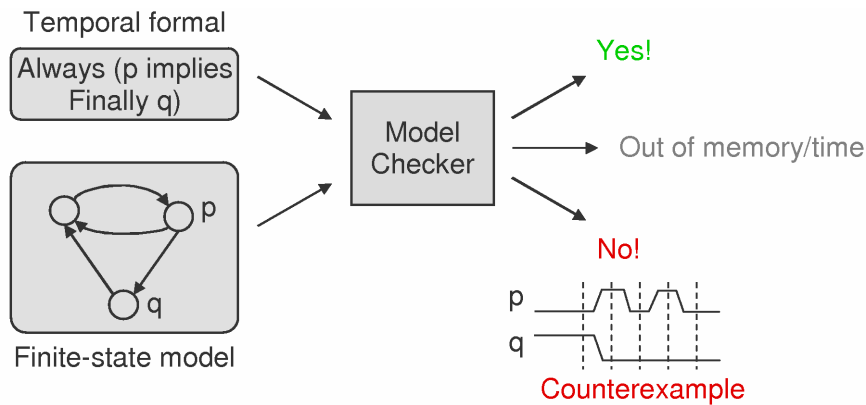 Temporal formal
Always (p implies
Finally q)
p
q
Finite-state model
Model
Checker
Yes!
Out of memory/time
No!
p
q
Counterexample